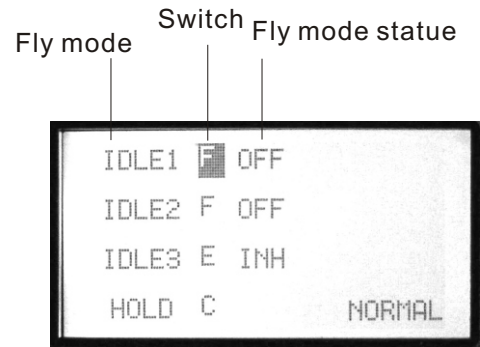 Switch
Fly mode
Fly mode statue
IDLE1 F OFF
IDLE2 F OFF
IDLE3 E INH
HOLD C NORMAL